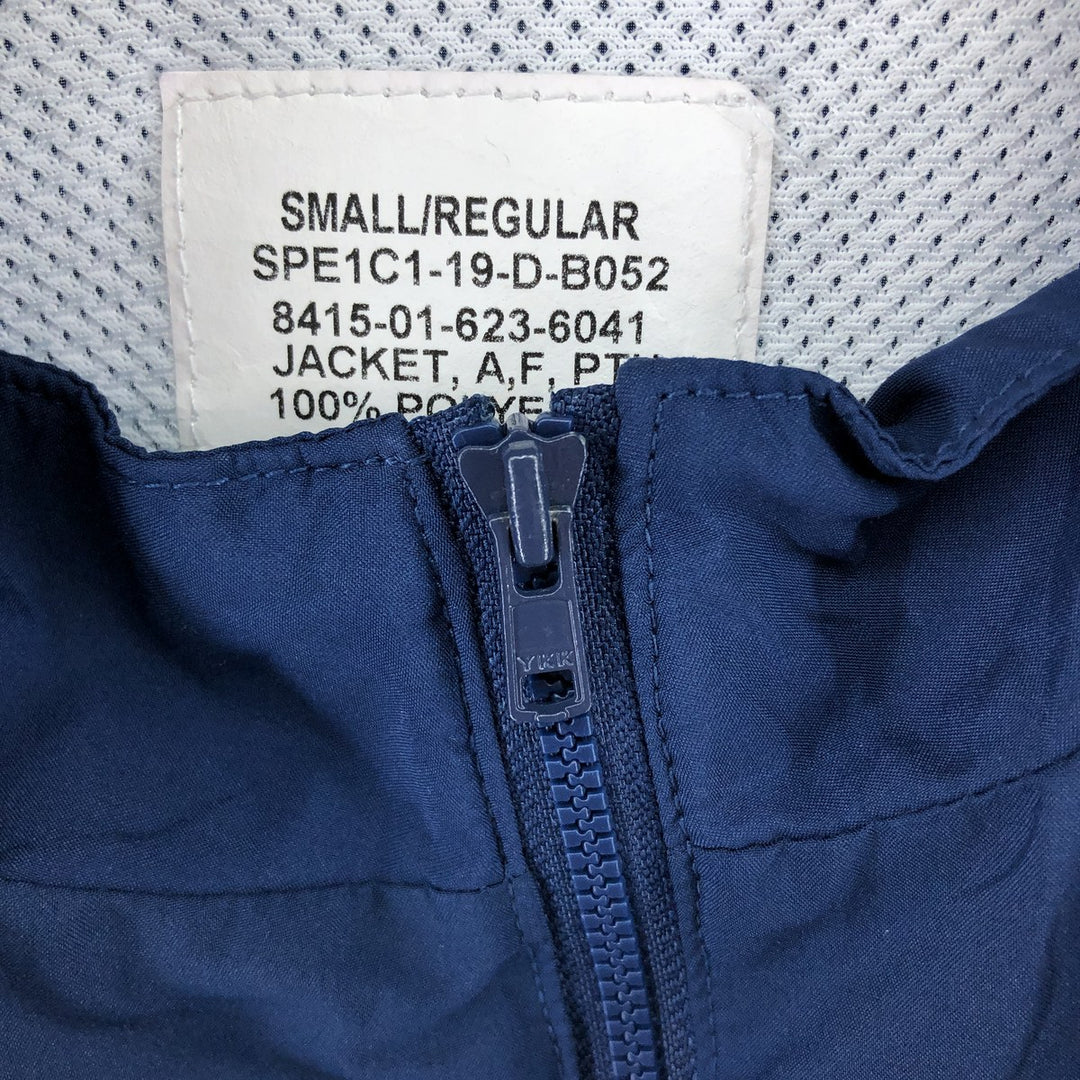 SMALL/REGULAR
SPE1C1-19-D-B052
8415-01-623-6041
JACKET, A,F,
100%
YKK